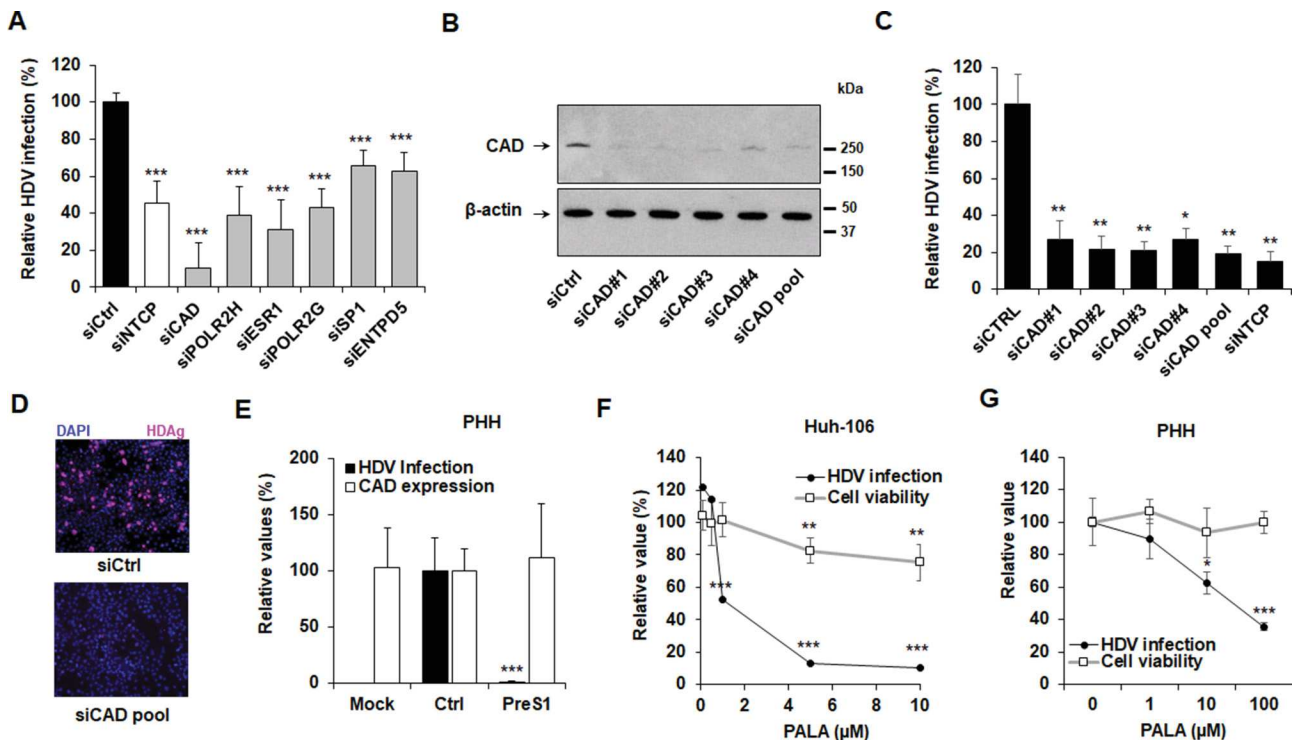 A
Relative HDV infection (%)
120
100
80
60
40
20
0
***
***
***
***
***
***
***
siCtrl
siNTCP
siCAD
siPOLR2H
siESR1
siPOLR2G
siSP1
siENTPD5
B
kDa
CAD
250
150
β-actin
50
37
siCtrl
siCAD#1
siCAD#2
siCAD#3
siCAD#4
siCAD pool
C
Relative HDV infection (%)
120
100
80
60
40
20
0
**
**
**
*
**
**
siCTRL
siCAD#1
siCAD#2
siCAD#3
siCAD#4
siCAD pool
siNTCP
D
DAPI HDAg
siCtrl
siCAD pool
E
PHH
Relative values (%)
200
150
100
50
0
HDV Infection
CAD expression
***
Mock Ctrl PreS1
F
Huh-106
Relative value (%)
140
120
100
80
60
40
20
0
HDV infection
Cell viability
**
**
***
***
***
0 2 4 6 8 10
PALA (µM)
G
PHH
Relative value
140
120
100
80
60
40
20
0
*
***
HDV infection
Cell viability
0 1 10 100
PALA (µM)